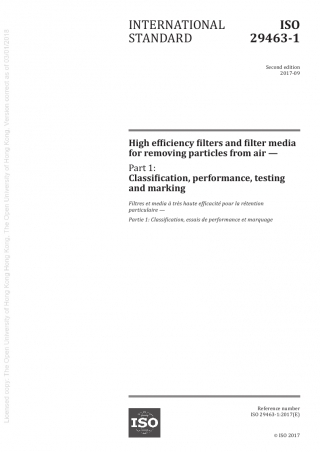 INTERNATIONAL
STANDARD
ISO
29463-1
Second edition
2017-09
High efficiency filters and filter media
for removing particles from air —
Part 1:
Classification, performance, testing
and marking
Filtres et media à très haute efficacité pour la rétention
particulaire —
Partie 1: Classification, essais de performance et marquage
ISO
Reference number
ISO 29463-1:2017(E)
© ISO 2017
Licensed copy: The Open University of Hong Kong, The Open University of Hong Kong, Version correct as of 03/01/2018